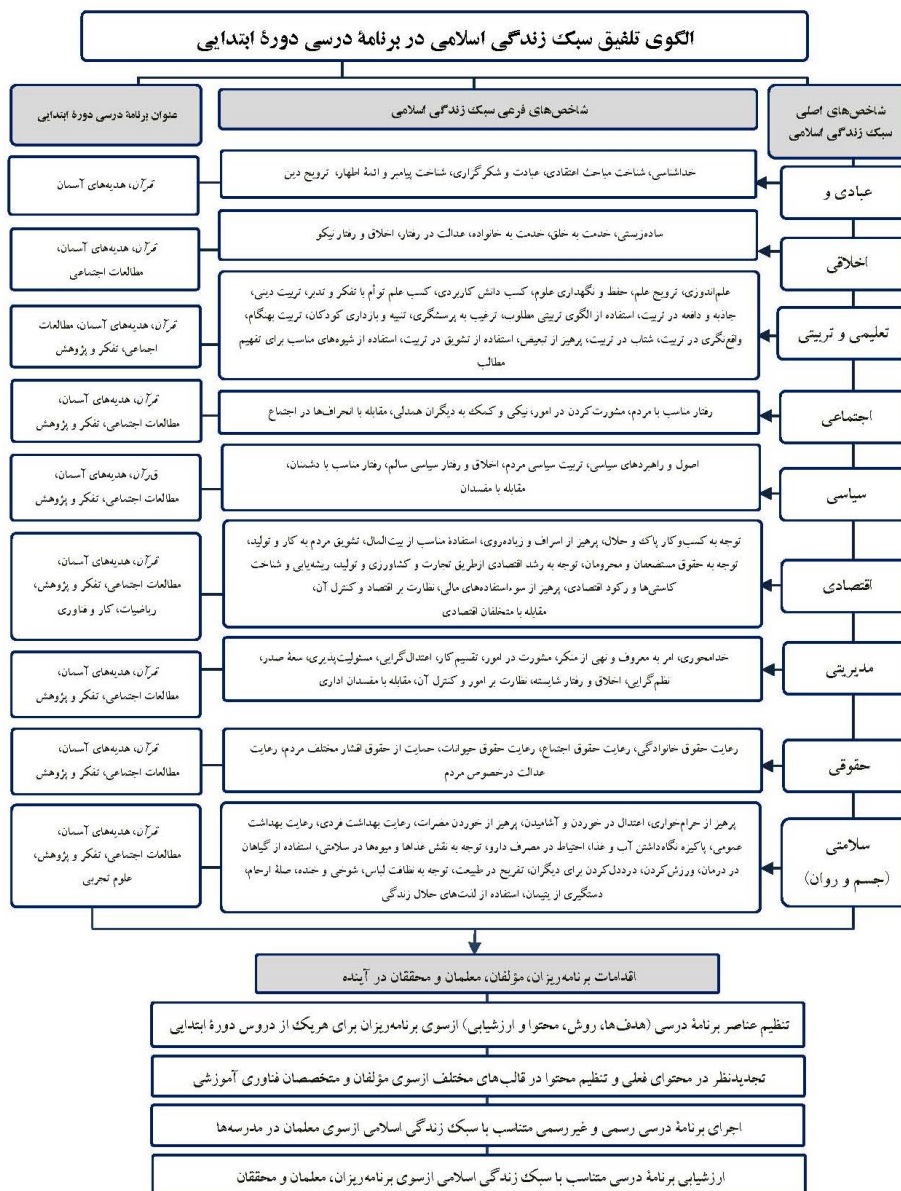 الگوی تلفیق سبک زندگی اسلامی در برنامهٔ درسی دورهٔ ابتدایی
شاخص‌های اصلی
سبک زندگی اسلامی
شاخص‌های فرعی سبک زندگی اسلامی
عنوان برنامهٔ درسی دورهٔ ابتدایی
عبادی و
خداشناسی، شناخت مباحث اعتقادی، عبادت و شکرگزاری، شناخت پیامبر و ائمهٔ اطهار، ترویج دین
قرآن، هدیه‌های آسمان
اخلاقی
ساده‌زیستی، خدمت به خلق، خدمت به خانواده، عدالت در رفتار، اخلاق و رفتار نیکو
قرآن، هدیه‌های آسمان،
مطالعات اجتماعی
تعلیمی و تربیتی
علم‌اندوزی، ترویج علم، حفظ و نگهداری علوم، کسب دانش کاربردی، کسب علم توأم با تفکر و تدبر، تربیت دینی،
جاذبه و دافعه در تربیت، استفاده از الگوی تربیتی مطلوب، ترغیب به پرسشگری، تنبیه و بازداری کودکان، تربیت بهنگام،
واقع‌نگری در تربیت، شتاب در تربیت، پرهیز از تبعیض، استفاده از تشویق در تربیت، استفاده از شیوه‌های مناسب برای تفهیم
مطالب
قرآن، هدیه‌های آسمان، مطالعات
اجماعی، تفکر و پژوهش
اجتماعی
رفتار مناسب با مردم، مشورت‌کردن در امور، نیکی و کمک به دیگران همدلی، مقابله با انحراف‌ها در اجتماع
قرآن، هدیه‌های آسمان،
مطالعات اجتماعی، تفکر و پژوهش
سیاسی
اصول و راهبردهای سیاسی، تربیت سیاسی مردم، اخلاق و رفتار سیاسی سالم، رفتار مناسب با دشمنان،
مقابله با مفسدان
قرآن، هدیه‌های آسمان،
مطالعات اجتماعی، تفکر و پژوهش
اقتصادی
توجه به کسب‌وکار پاک و حلال، پرهیز از اسراف و زیاده‌روی، استفادهٔ مناسب از بیت‌المال، تشویق مردم به کار و تولید،
توجه به حقوق مستضعفان و محرومان، توجه به رشد اقتصادی ازطریق تجارت و کشاورزی و تولید، ریشه‌یابی و شناخت
کاستی‌ها و رکود اقتصادی، پرهیز از سوءاستفاده‌های مالی، نظارت بر اقتصاد و کنترل آن،
مقابله با متخلفان اقتصادی
قرآن، هدیه‌های آسمان،
مطالعات اجتماعی، تفکر و پژوهش،
ریاضیات، کار و فناوری
مدیریتی
خدامحوری، امر به معروف و نهی از منکر، مشورت در امور، تقسیم کار، اعتدال‌گرایی، مسئولیت‌پذیری، سعهٔ صدر،
نظم‌گرایی، اخلاق و رفتار شایسته، نظارت بر امور و کنترل آن، مقابله با مفسدان اداری
قرآن، هدیه‌های آسمان،
مطالعات اجتماعی، تفکر و پژوهش
حقوقی
رعایت حقوق خانوادگی، رعایت حقوق اجتماع، رعایت حقوق حیوانات، حمایت از حقوق اقشار مختلف مردم، رعایت
عدالت درخصوص مردم
قرآن، هدیه‌های آسمان،
مطالعات اجتماعی، تفکر و پژوهش
سلامتی
(جسم و روان)
پرهیز از حرام‌خواری، اعتدال در خوردن و آشامیدن، پرهیز از خوردن مضرات، رعایت بهداشت فردی، رعایت بهداشت
عمومی، پاکیزه نگاه‌داشتن آب و غذا، احتیاط در مصرف دارو، توجه به نقش غذاها و میوه‌ها در سلامتی، استفاده از گیاهان
در درمان، ورزش‌کردن، درددل‌کردن برای دیگران، تفریح در طبیعت، توجه به نظافت لباس، شوخی و خنده، صلهٔ ارحام،
دستگیری از یتیمان، استفاده از لذت‌های حلال زندگی
قرآن، هدیه‌های آسمان،
مطالعات اجتماعی، تفکر و پژوهش،
علوم تجربی
اقدامات برنامه‌ریزان، مؤلفان، معلمان و محققان در آینده
تنظیم عناصر برنامهٔ درسی (هدف‌ها، روش، محتوا و ارزشیابی) ازسوی برنامه‌ریزان برای هریک از دروس دورهٔ ابتدایی
تجدیدنظر در محتوای فعلی و تنظیم محتوا در قالب‌های مختلف ازسوی مؤلفان و متخصصان فناوری آموزشی
اجرای برنامهٔ درسی رسمی و غیررسمی متناسب با سبک زندگی اسلامی ازسوی معلمان در مدرسه‌ها
ارزشیابی برنامهٔ درسی متناسب با سبک زندگی اسلامی ازسوی برنامه‌ریزان، معلمان و محققان